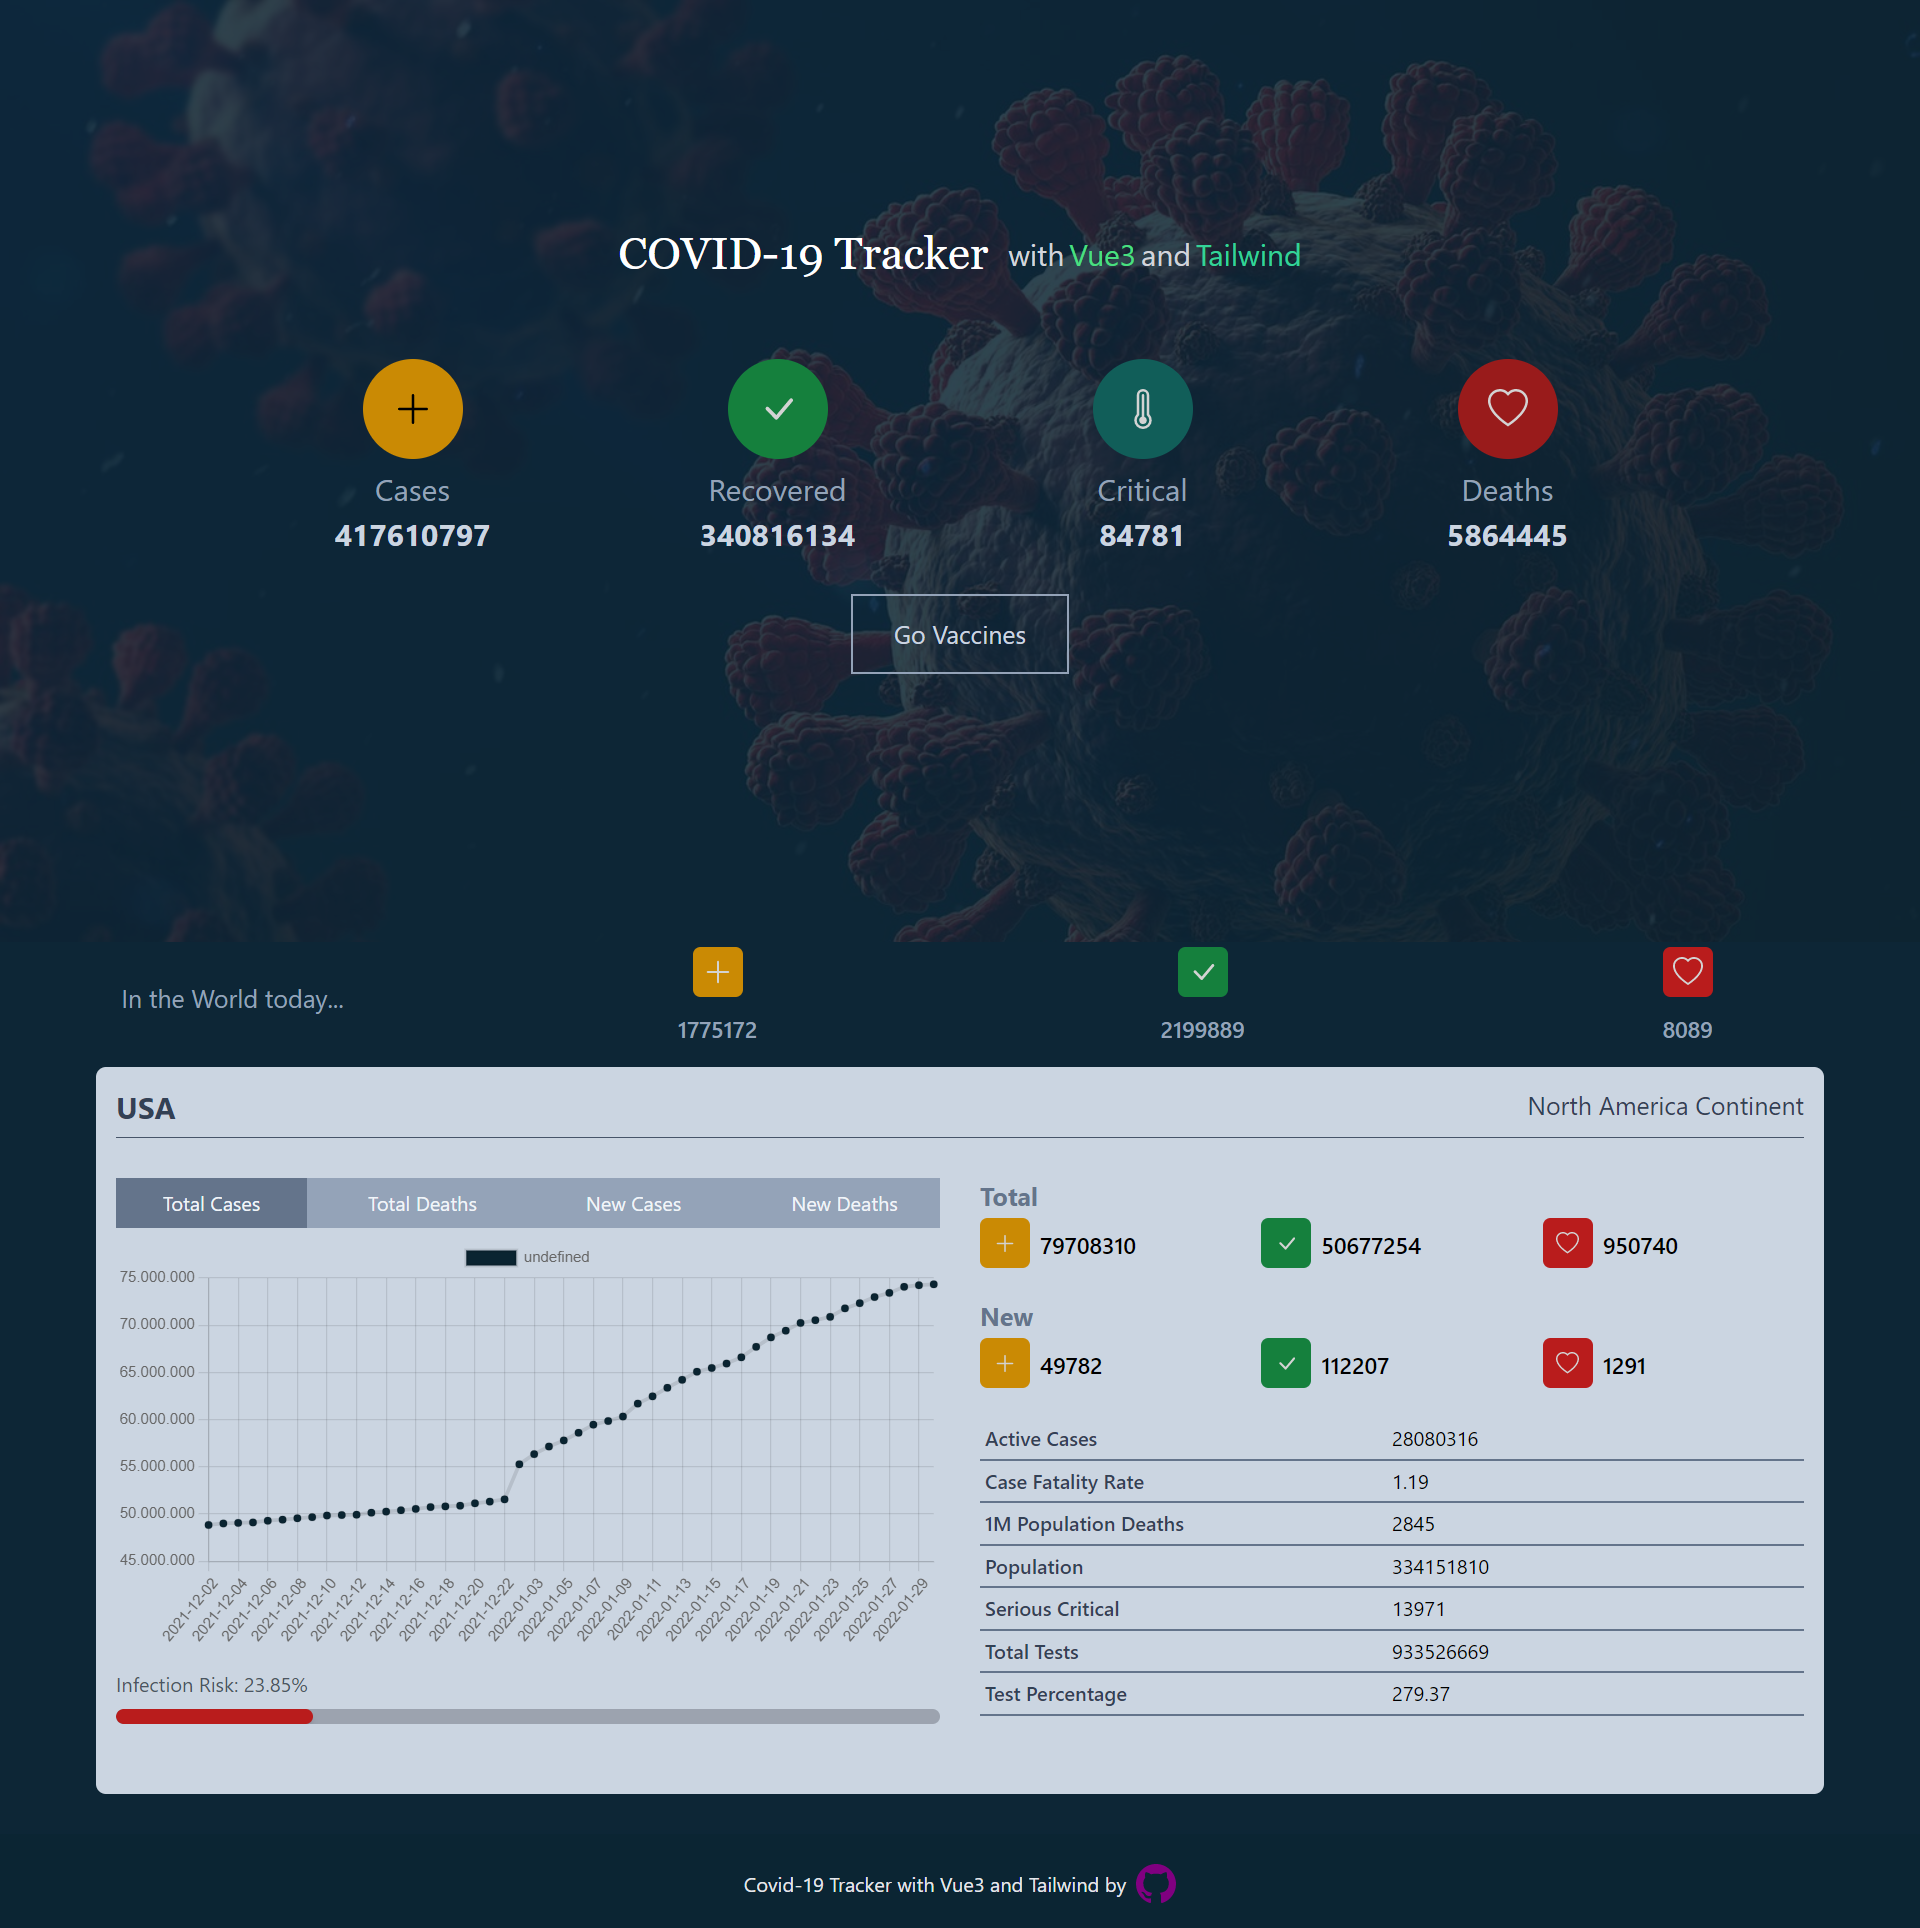 COVID-19 Tracker with Vue3 and Tailwind
Cases
417610797
Recovered
340816134
Critical
84781
Deaths
5864445
Go Vaccines
In the World today...
1775172
2199889
8089
USA
North America Continent
Total Cases
Total Deaths
New Cases
New Deaths
undefined
75.000.000
70.000.000
65.000.000
60.000.000
55.000.000
50.000.000
45.000.000
2021-12-02
2021-12-04
2021-12-06
2021-12-08
2021-12-10
2021-12-12
2021-12-14
2021-12-16
2021-12-18
2021-12-20
2021-12-22
2022-01-03
2022-01-05
2022-01-07
2022-01-09
2022-01-11
2022-01-13
2022-01-15
2022-01-17
2022-01-19
2022-01-21
2022-01-23
2022-01-25
2022-01-27
2022-01-29
Infection Risk: 23.85%
Total
79708310
50677254
950740
New
49782
112207
1291
Active Cases 28080316
Case Fatality Rate 1.19
1M Population Deaths 2845
Population 334151810
Serious Critical 13971
Total Tests 933526669
Test Percentage 279.37
Covid-19 Tracker with Vue3 and Tailwind by